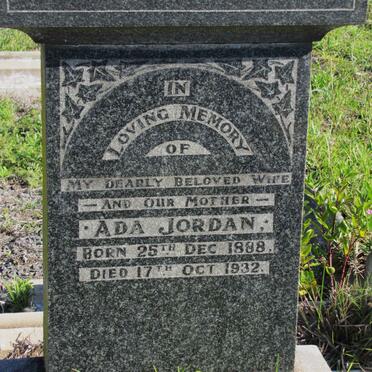 IN
LOVING MEMORY
OF
MY DEARLY BELOVED WIFE
— AND OUR MOTHER —
· ADA JORDAN,
BORN 25TH DEC 1888.
DIED 17TH OCT 1932.